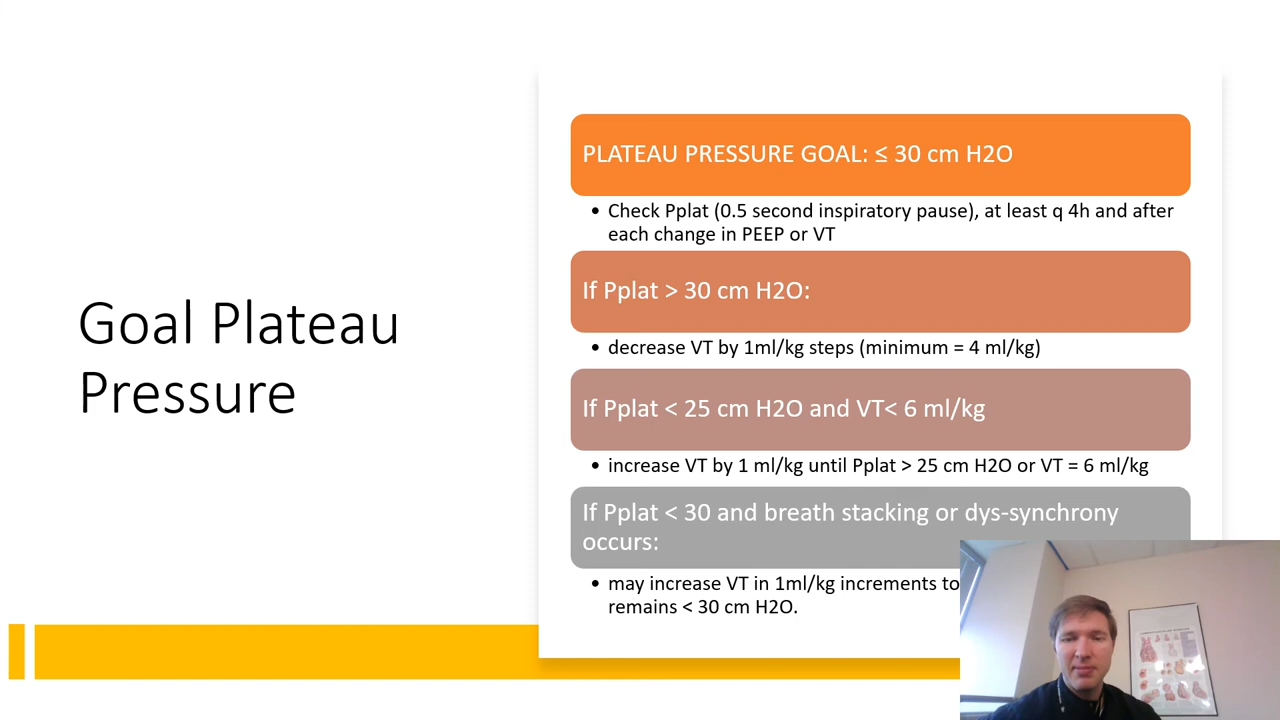 Goal Plateau
Pressure
PLATEAU PRESSURE GOAL: ≤ 30 cm H2O
• Check Pplat (0.5 second inspiratory pause), at least q 4h and after
each change in PEEP or VT
If Pplat > 30 cm H2O:
• decrease VT by 1ml/kg steps (minimum = 4 ml/kg)
If Pplat < 25 cm H2O and VT< 6 ml/kg
• increase VT by 1 ml/kg until Pplat > 25 cm H2O or VT = 6 ml/kg
If Pplat < 30 and breath stacking or dys-synchrony
occurs:
• may increase VT in 1ml/kg increments to
remains < 30 cm H2O.